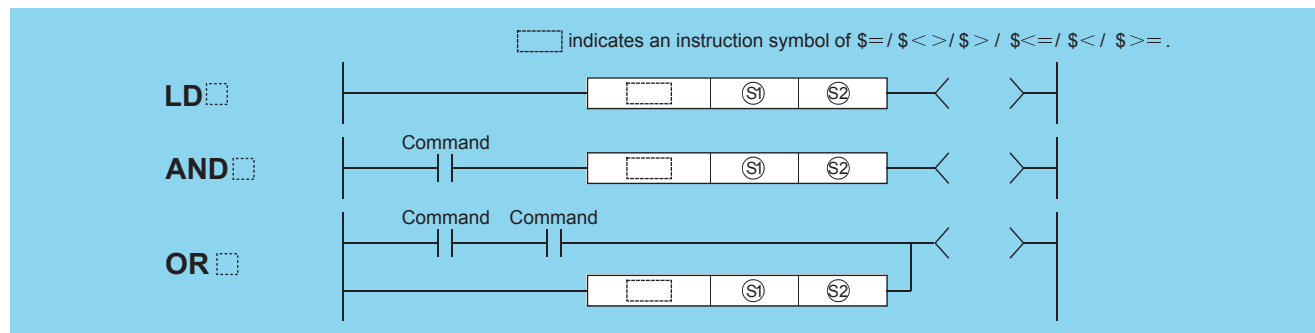 indicates an instruction symbol of $=/ $<>/ $>/ $<=/ $</ $>=.
LD
S1 S2
Command
AND
S1 S2
Command Command
OR
S1 S2